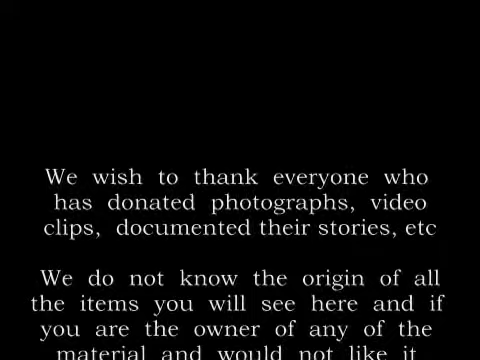 We wish to thank everyone who
has donated photographs, video
clips, documented their stories, etc
We do not know the origin of all
the items you will see here and if
you are the owner of any of the
material and would not like it